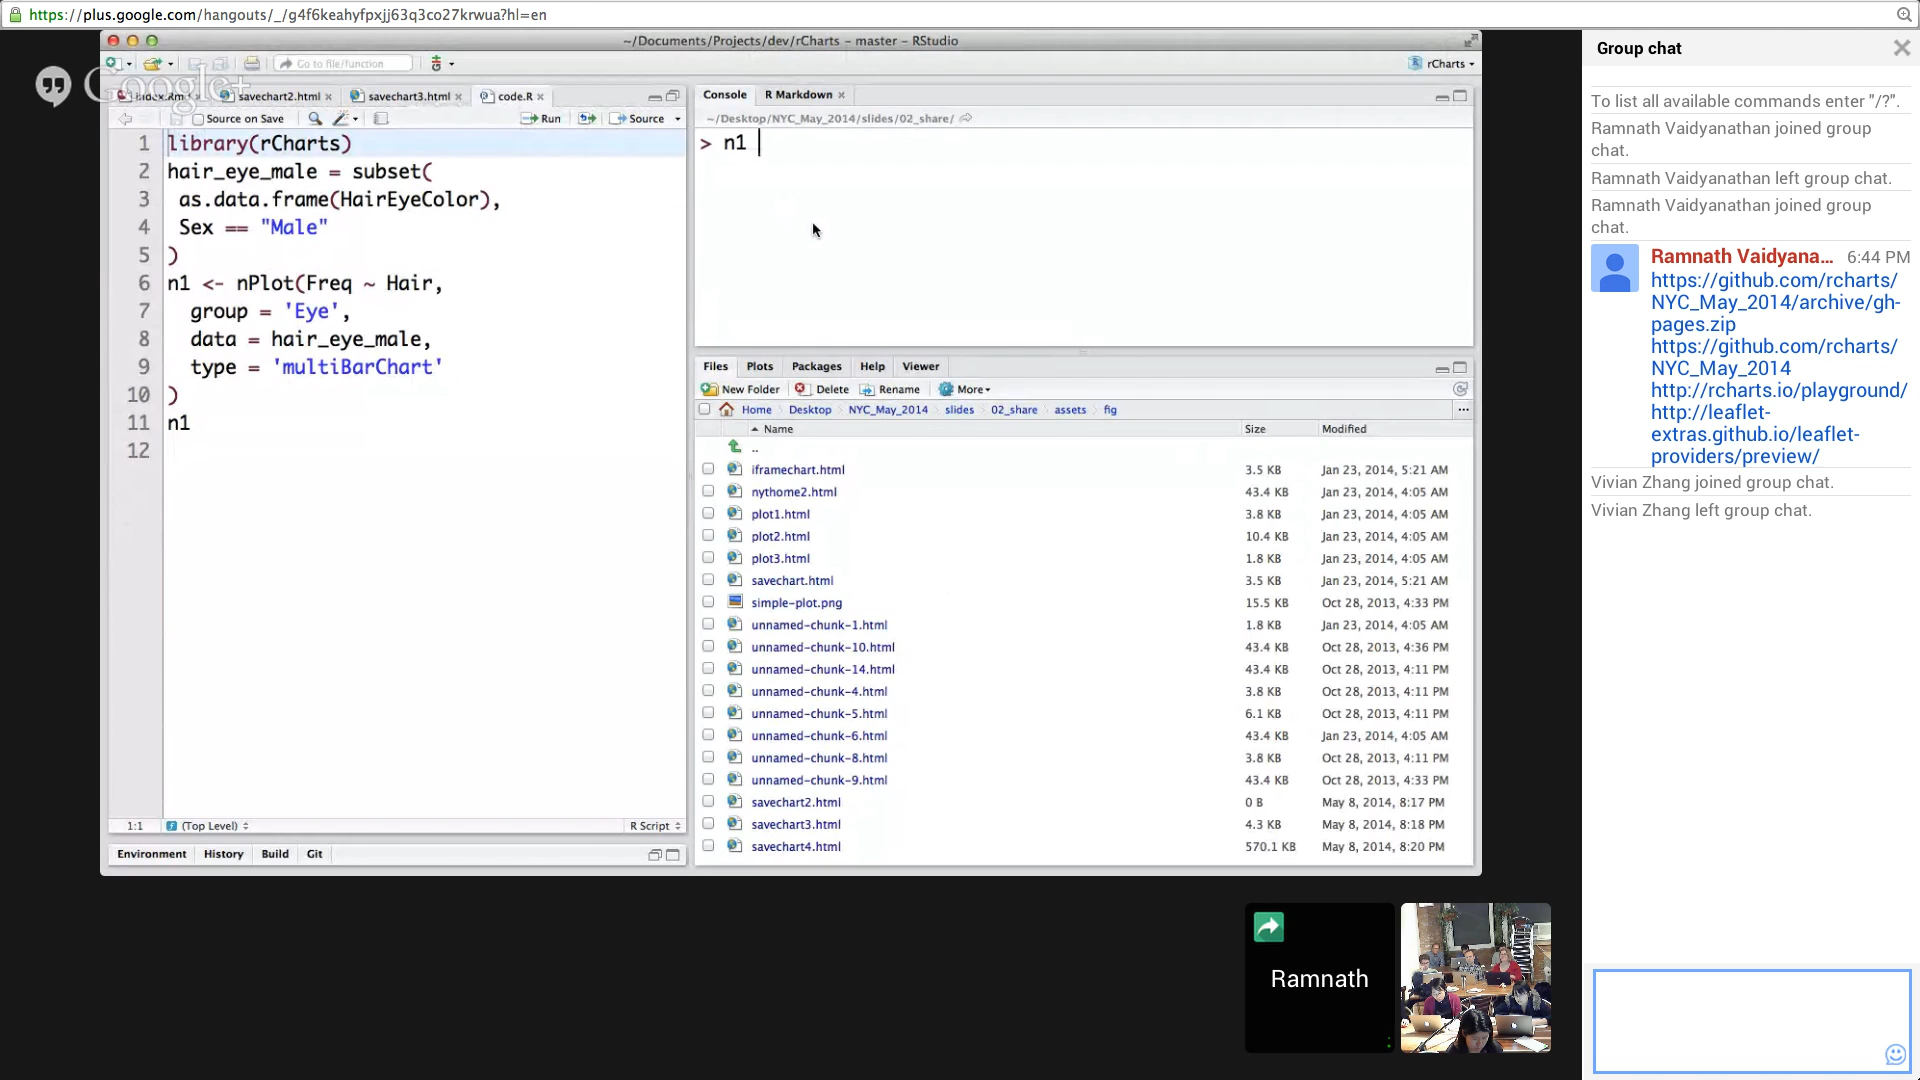 https://plus.google.com/hangouts/_/g4f6keahyfpxjj63q3co27krwua?hl=en
~/Documents/Projects/dev/rCharts - master - RStudio
Go to file/function
rCharts
Google+
savechart2.html
savechart3.html
code.R
Source on Save
Run
Source
1 library(rCharts)
2 hair_eye_male = subset(
3 as.data.frame(HairEyeColor),
4 Sex == "Male"
5 )
6 n1 <- nPlot(Freq ~ Hair,
7 group = 'Eye',
8 data = hair_eye_male,
9 type = 'multiBarChart'
10 )
11 n1
12
1:1 (Top Level) R Script
Environment History Build Git
Console R Markdown
~/Desktop/NYC_May_2014/slides/02_share/
> n1
Files Plots Packages Help Viewer
New Folder Delete Rename More
Home Desktop NYC_May_2014 slides 02_share assets fig ...
Name Size Modified
..
iframechart.html 3.5 KB Jan 23, 2014, 5:21 AM
nythome2.html 43.4 KB Jan 23, 2014, 4:05 AM
plot1.html 3.8 KB Jan 23, 2014, 4:05 AM
plot2.html 10.4 KB Jan 23, 2014, 4:05 AM
plot3.html 1.8 KB Jan 23, 2014, 4:05 AM
savechart.html 3.5 KB Jan 23, 2014, 5:21 AM
simple-plot.png 15.5 KB Oct 28, 2013, 4:33 PM
unnamed-chunk-1.html 1.8 KB Jan 23, 2014, 4:05 AM
unnamed-chunk-10.html 43.4 KB Oct 28, 2013, 4:36 PM
unnamed-chunk-14.html 43.4 KB Oct 28, 2013, 4:11 PM
unnamed-chunk-4.html 3.8 KB Oct 28, 2013, 4:11 PM
unnamed-chunk-5.html 6.1 KB Oct 28, 2013, 4:11 PM
unnamed-chunk-6.html 43.4 KB Jan 23, 2014, 4:05 AM
unnamed-chunk-8.html 3.8 KB Oct 28, 2013, 4:11 PM
unnamed-chunk-9.html 43.4 KB Oct 28, 2013, 4:33 PM
savechart2.html 0 B May 8, 2014, 8:17 PM
savechart3.html 4.3 KB May 8, 2014, 8:18 PM
savechart4.html 570.1 KB May 8, 2014, 8:20 PM
Ramnath
Group chat
To list all available commands enter "/?".
Ramnath Vaidyanathan joined group
chat.
Ramnath Vaidyanathan left group chat.
Ramnath Vaidyanathan joined group
chat.
Ramnath Vaidyana... 6:44 PM
https://github.com/rcharts/
NYC_May_2014/archive/gh-
pages.zip
https://github.com/rcharts/
NYC_May_2014
http://rcharts.io/playground/
http://leaflet-
extras.github.io/leaflet-
providers/preview/
Vivian Zhang joined group chat.
Vivian Zhang left group chat.